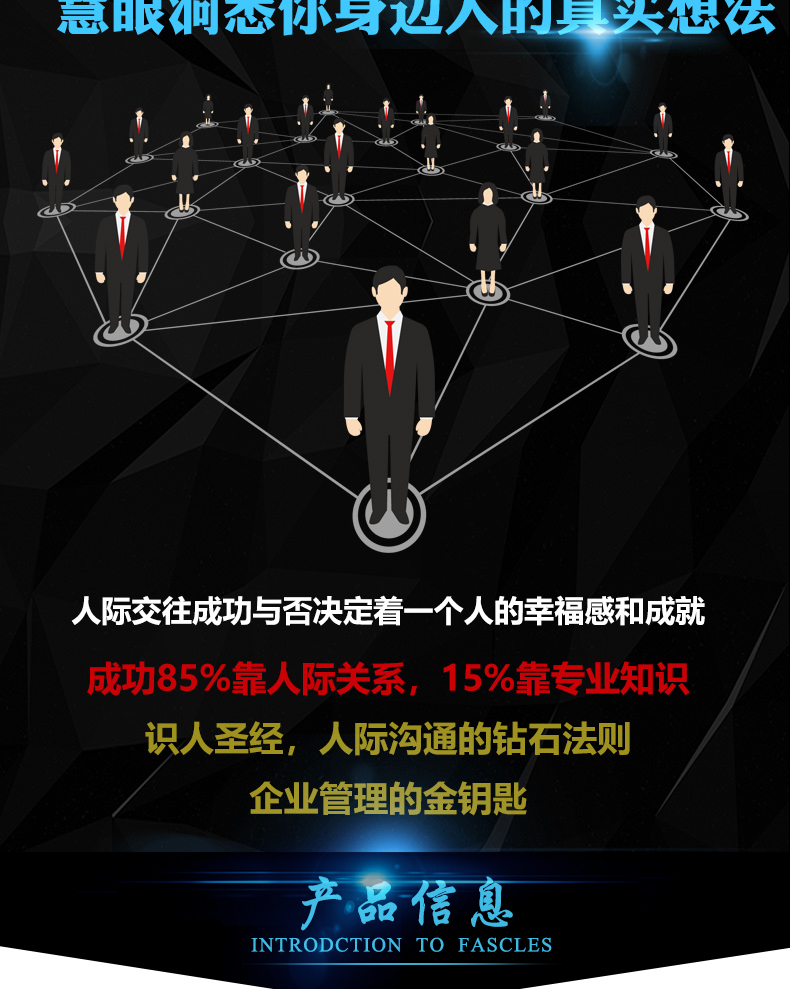 慧眼洞悉你身边人的真实想法
人际交往成功与否决定着一个人的幸福感和成就
成功85%靠人际关系，15%靠专业知识
识人圣经，人际沟通的钻石法则
企业管理的金钥匙
产品信息
INTRODCTION TO FASCLES